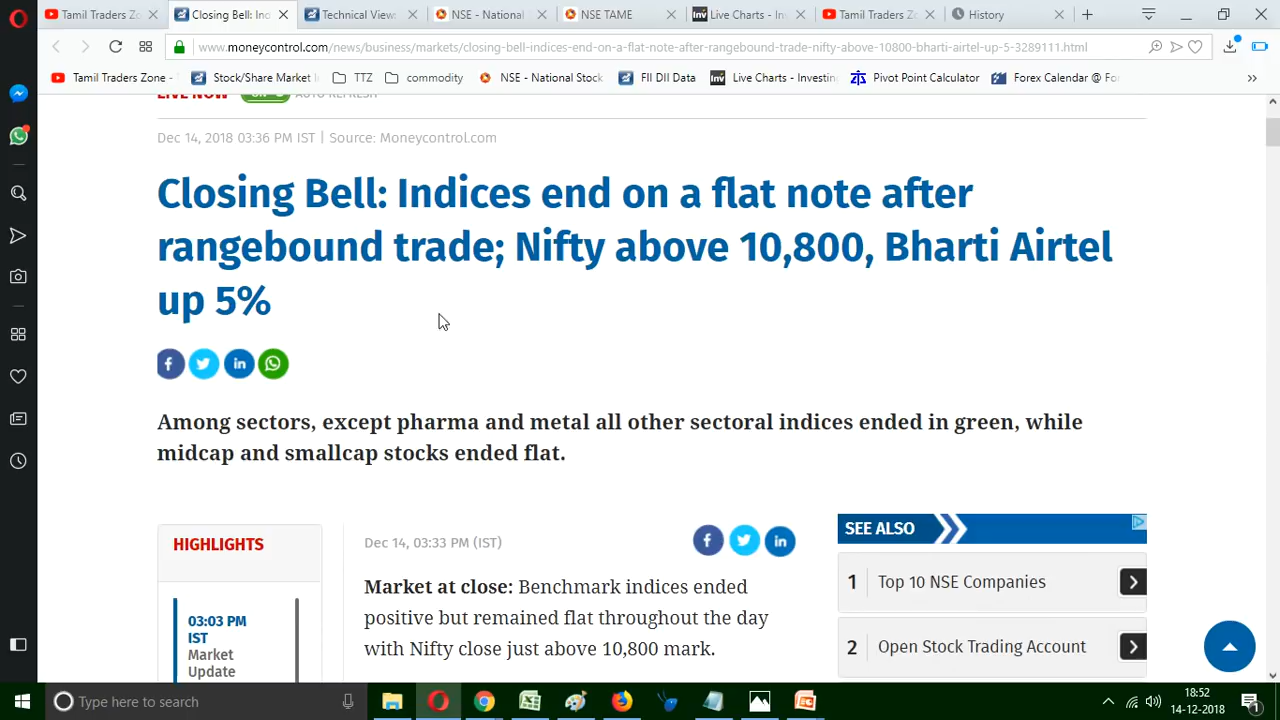 Tamil Traders Zo
Closing Bell: Ind
Technical View:
NSE - National
NSE TAME
Live Charts - In
Tamil Traders Z
History
www.moneycontrol.com/news/business/markets/closing-bell-indices-end-on-a-flat-note-after-rangebound-trade-nifty-above-10800-bharti-airtel-up-5-3289111.html
Tamil Traders Zone -
Stock/Share Market
TTZ
commodity
NSE - National Stock
FII DII Data
Live Charts - Investin
Pivot Point Calculator
Forex Calendar @ Fo
LIVE NOW
AUTO REFRESH
Dec 14, 2018 03:36 PM IST | Source: Moneycontrol.com
Closing Bell: Indices end on a flat note after
rangebound trade; Nifty above 10,800, Bharti Airtel
up 5%
Among sectors, except pharma and metal all other sectoral indices ended in green, while
midcap and smallcap stocks ended flat.
HIGHLIGHTS
03:03 PM
IST
Market
Update
Dec 14, 03:33 PM (IST)
Market at close: Benchmark indices ended
positive but remained flat throughout the day
with Nifty close just above 10,800 mark.
SEE ALSO
1 Top 10 NSE Companies
2 Open Stock Trading Account
Type here to search
18:52
14-12-2018